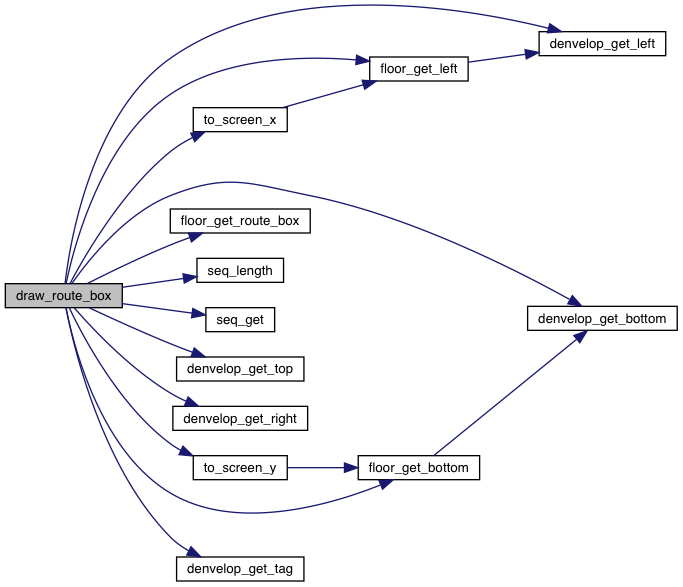 denvelop_get_left
floor_get_left
to_screen_x
floor_get_route_box
seq_length
draw_route_box
seq_get
denvelop_get_bottom
denvelop_get_top
denvelop_get_right
to_screen_y
floor_get_bottom
denvelop_get_tag